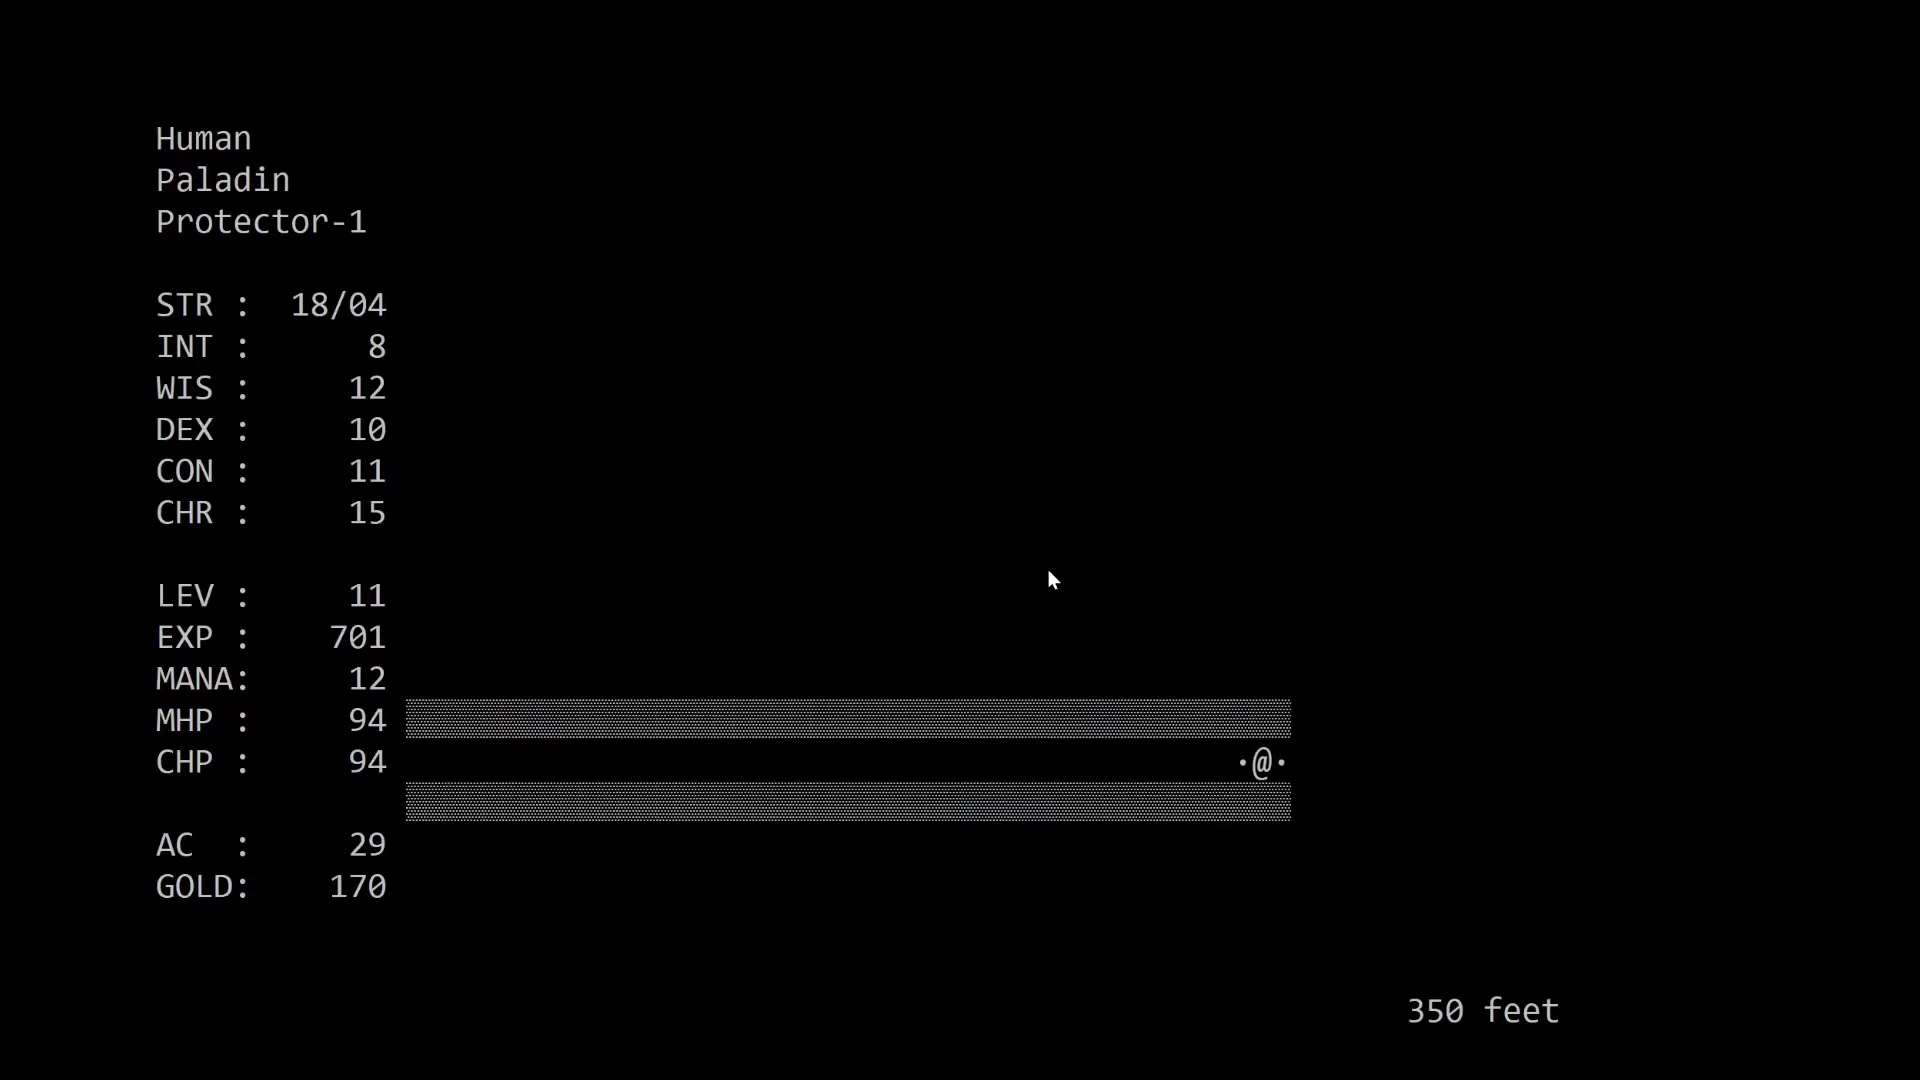 Human
Paladin
Protector-1
STR : 18/04
INT : 8
WIS : 12
DEX : 10
CON : 11
CHR : 15
LEV : 11
EXP : 701
MANA: 12
MHP : 94
CHP : 94 ·@·
AC : 29
GOLD: 170
350 feet